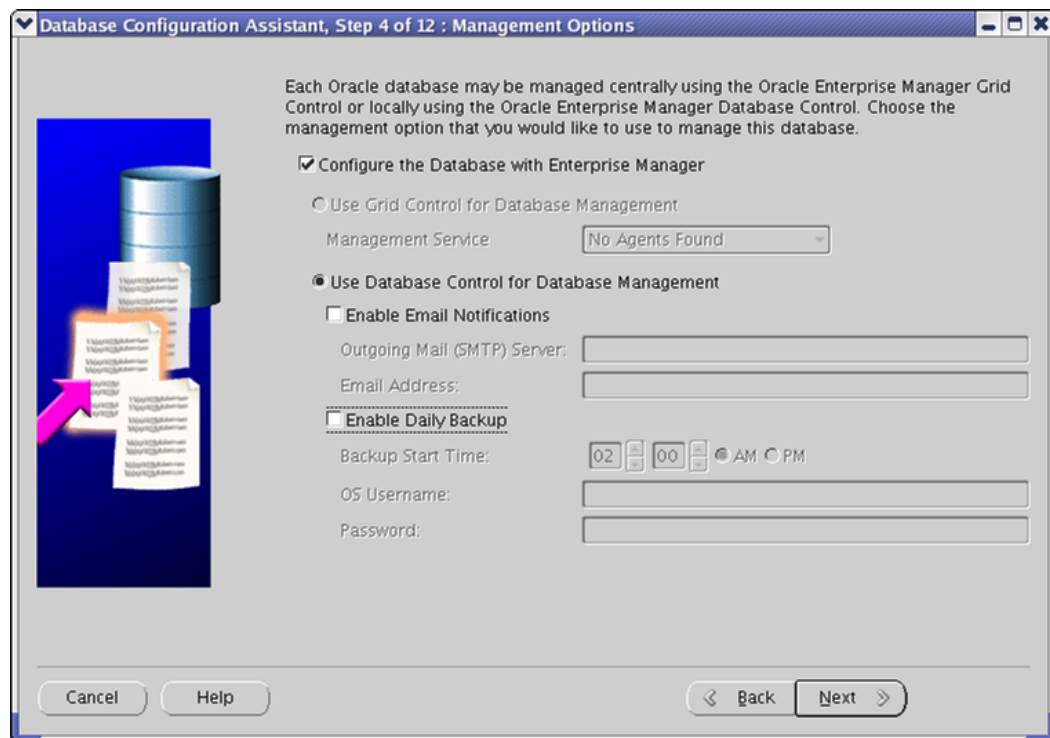 Database Configuration Assistant, Step 4 of 12 : Management Options
Each Oracle database may be managed centrally using the Oracle Enterprise Manager Grid
Control or locally using the Oracle Enterprise Manager Database Control. Choose the
management option that you would like to use to manage this database.
Configure the Database with Enterprise Manager
Use Grid Control for Database Management
Management Service No Agents Found
Use Database Control for Database Management
Enable Email Notifications
Outgoing Mail (SMTP) Server:
Email Address:
Enable Daily Backup
Backup Start Time: 02 00 AM PM
OS Username:
Password:
Cancel Help Back Next